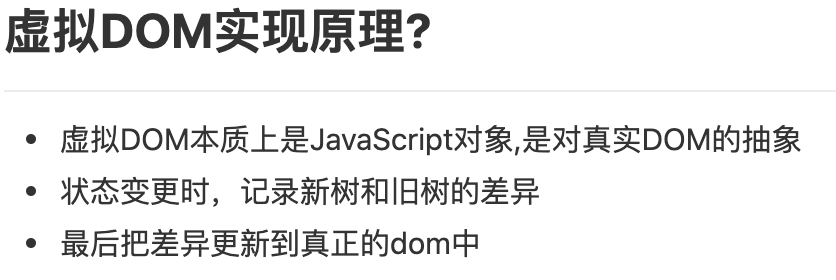 虚拟DOM实现原理?
虚拟DOM本质上是JavaScript对象,是对真实DOM的抽象
状态变更时，记录新树和旧树的差异
最后把差异更新到真正的dom中